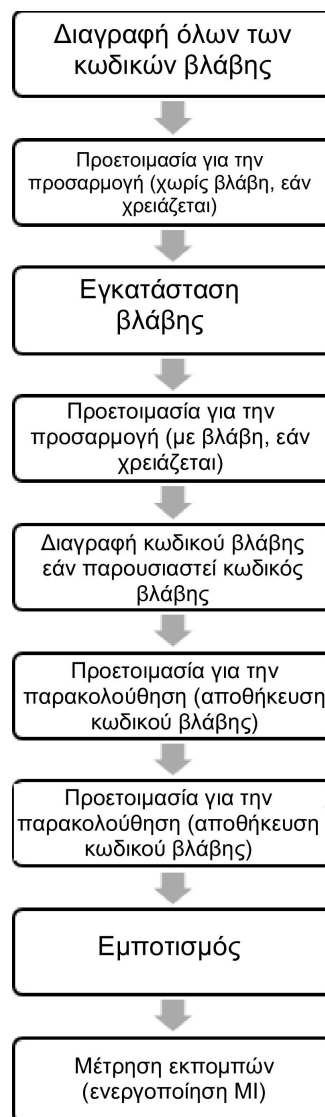 Διαγραφή όλων των
κωδικών βλάβης
Προετοιμασία για την
προσαρμογή (χωρίς βλάβη, εάν
χρειάζεται)
Εγκατάσταση
βλάβης
Προετοιμασία για την
προσαρμογή (με βλάβη, εάν
χρειάζεται)
Διαγραφή κωδικού βλάβης
εάν παρουσιαστεί κωδικός
βλάβης
Προετοιμασία για την
παρακολούθηση (αποθήκευση
κωδικού βλάβης)
Προετοιμασία για την
παρακολούθηση (αποθήκευση
κωδικού βλάβης)
Εμποτισμός
Μέτρηση εκπομπών
(ενεργοποίηση MI)